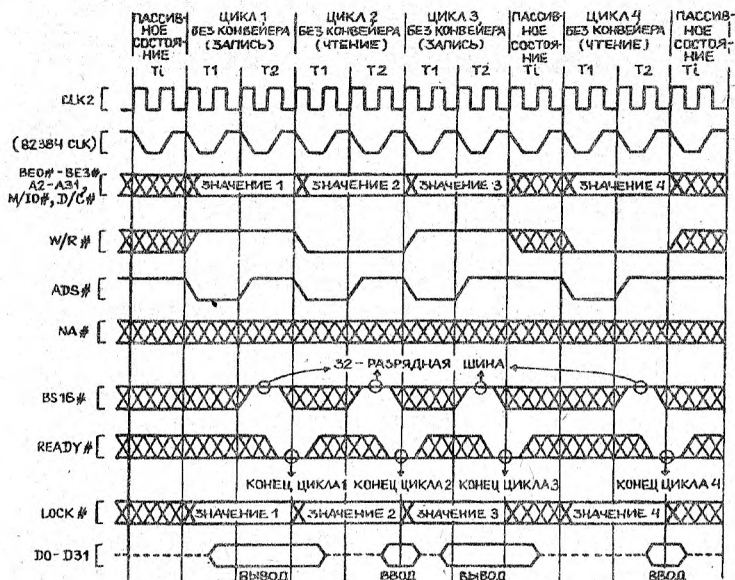 ПАССИВ-
НОЕ
СОСТОЯ-
НИЕ
ЦИКЛ 1
БЕЗ КОНВЕЙЕРА
(ЗАПИСЬ)
ЦИКЛ 2
БЕЗ КОНВЕЙЕРА
(ЧТЕНИЕ)
ЦИКЛ 3
БЕЗ КОНВЕЙЕРА
(ЗАПИСЬ)
ПАССИВ-
НОЕ
СОСТОЯ-
НИЕ
ЦИКЛ 4
БЕЗ КОНВЕЙЕРА
(ЧТЕНИЕ)
ПАССИВ-
НОЕ
СОСТОЯ-
НИЕ
Ti T1 T2 T1 T2 T1 T2 Ti T1 T2 Ti
CLK2
(82384 CLK)
BE0#-BE3#
A2-A31,
M/IO#, D/C#
ЗНАЧЕНИЕ 1 ЗНАЧЕНИЕ 2 ЗНАЧЕНИЕ 3 ЗНАЧЕНИЕ 4
W/R#
ADS#
NA#
32-РАЗРЯДНАЯ ШИНА
BS16#
READY#
КОНЕЦ ЦИКЛА 1 КОНЕЦ ЦИКЛА 2 КОНЕЦ ЦИКЛА 3 КОНЕЦ ЦИКЛА 4
LOCK#
ЗНАЧЕНИЕ 1 ЗНАЧЕНИЕ 2 ЗНАЧЕНИЕ 3 ЗНАЧЕНИЕ 4
D0-D31
ВЫВОД ВВОД ВЫВОД ВВОД